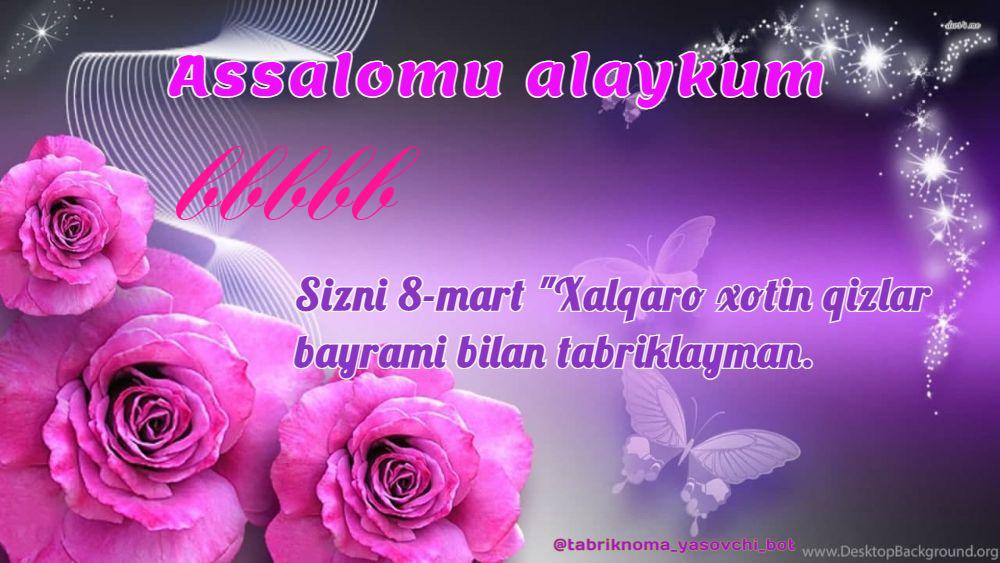 Assalomu alaykum
bbbbb
Sizni 8-mart "Xalqaro xotin qizlar
bayrami bilan tabriklayman.
@tabriknoma_yasovchi_bot
www.DesktopBackground.org